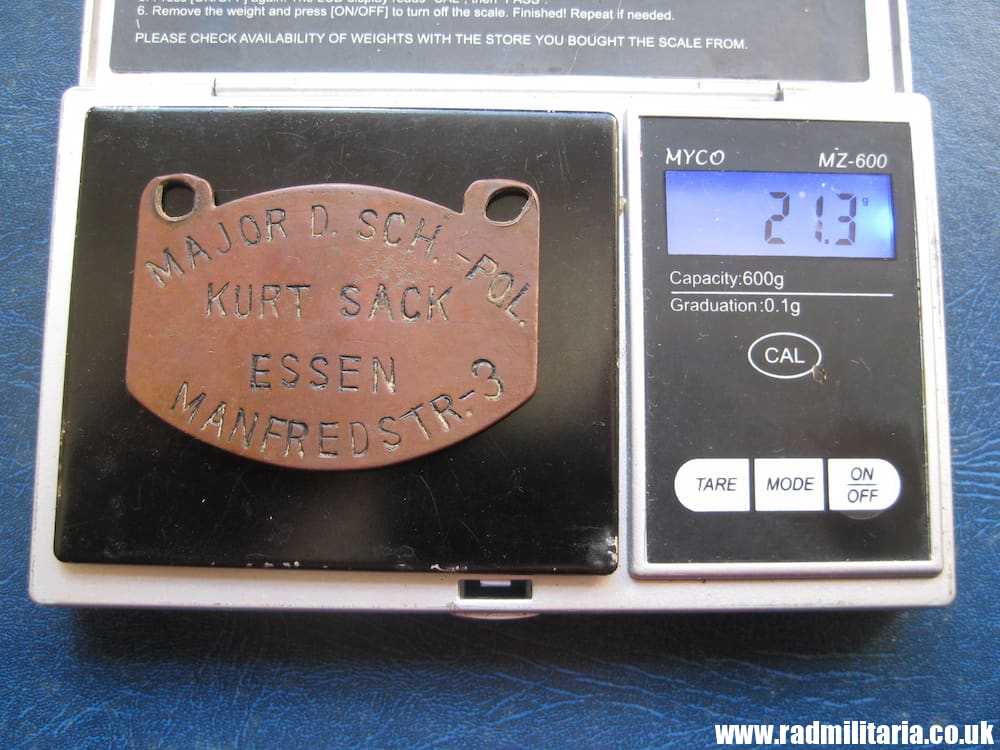 6. Remove the weight and press [ON/OFF] to turn off the scale. Finished! Repeat if needed.
\
PLEASE CHECK AVAILABILITY OF WEIGHTS WITH THE STORE YOU BOUGHT THE SCALE FROM.
MAJOR D. SCH.-POL.
KURT SACK
ESSEN
MANFREDSTR.-3
MYCO MZ-600
21.3 g
Capacity:600g
Graduation:0.1g
CAL
TARE MODE ON/OFF
www.radmilitaria.co.uk